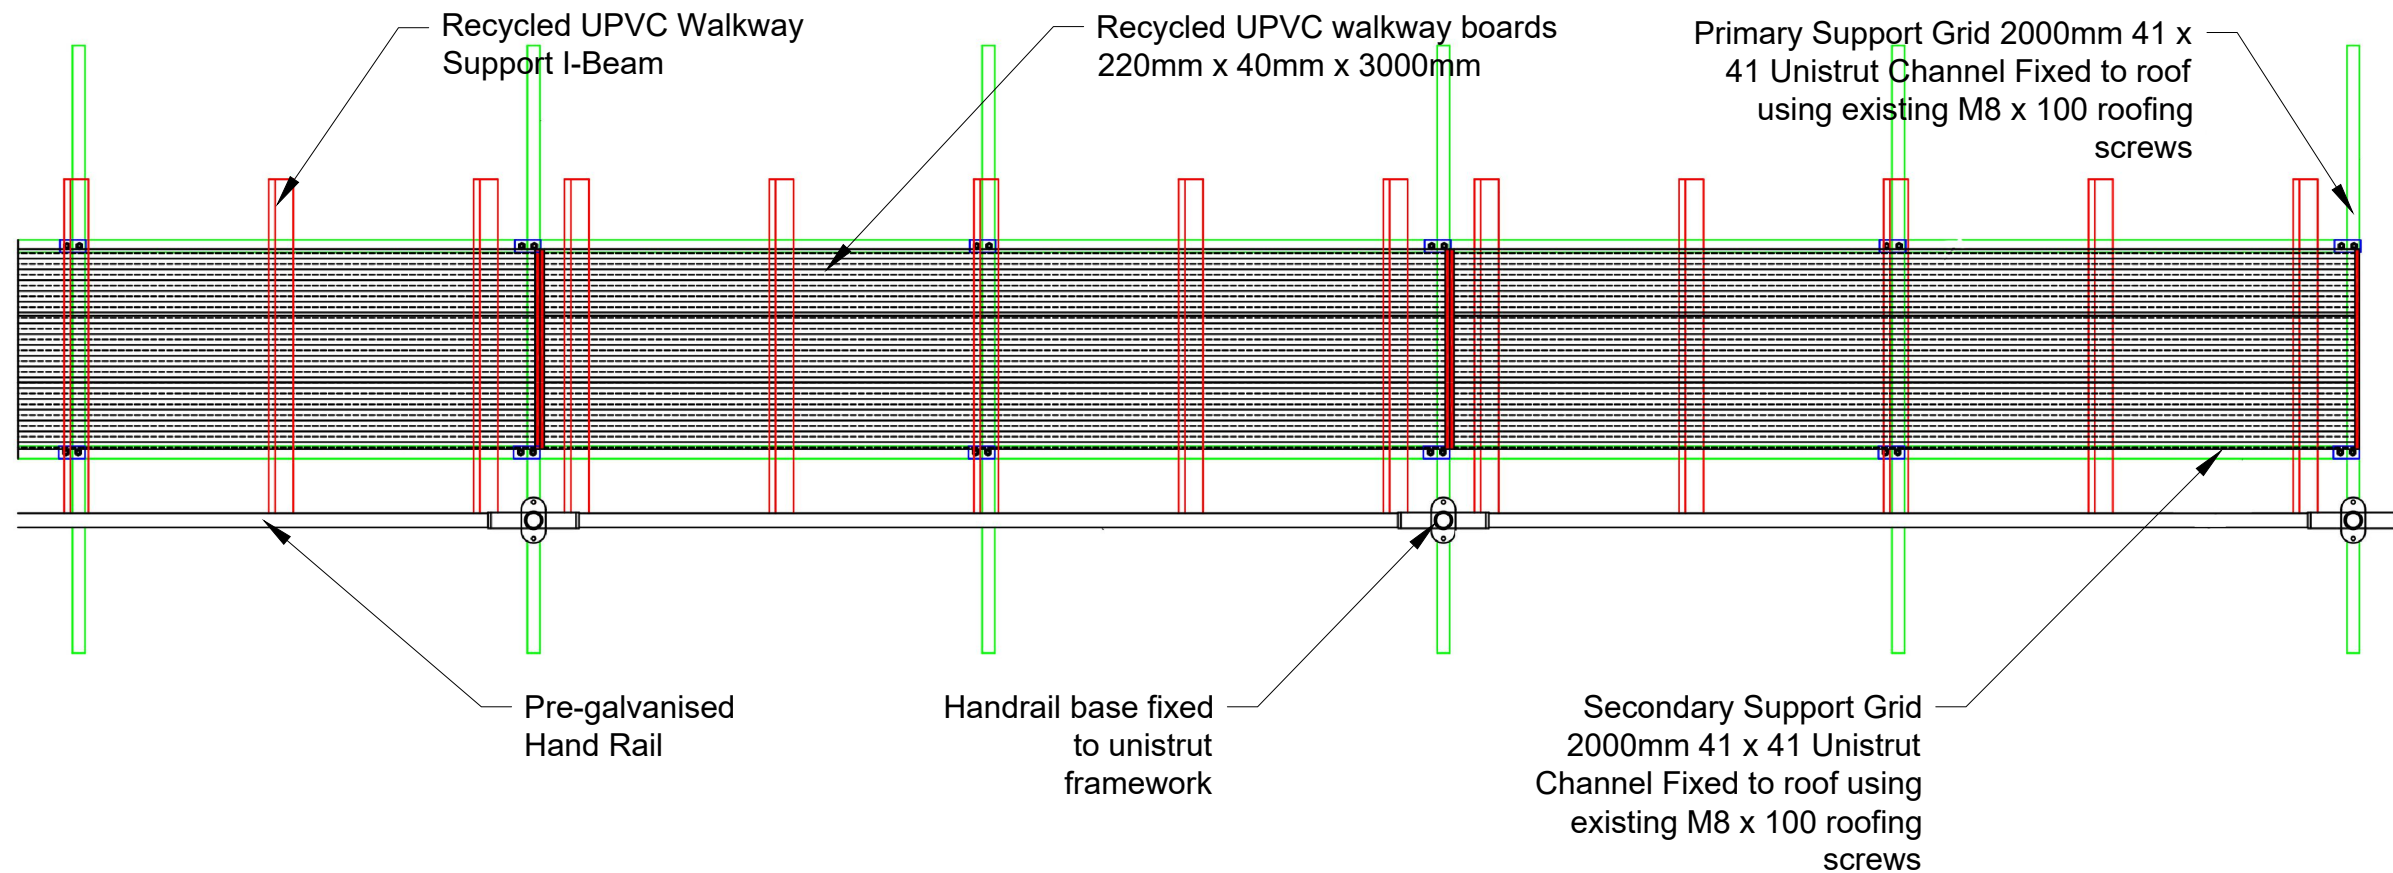 Recycled UPVC Walkway
Support I-Beam
Recycled UPVC walkway boards
220mm x 40mm x 3000mm
Primary Support Grid 2000mm 41 x
41 Unistrut Channel Fixed to roof
using existing M8 x 100 roofing
screws
Pre-galvanised
Hand Rail
Handrail base fixed
to unistrut
framework
Secondary Support Grid
2000mm 41 x 41 Unistrut
Channel Fixed to roof using
existing M8 x 100 roofing
screws